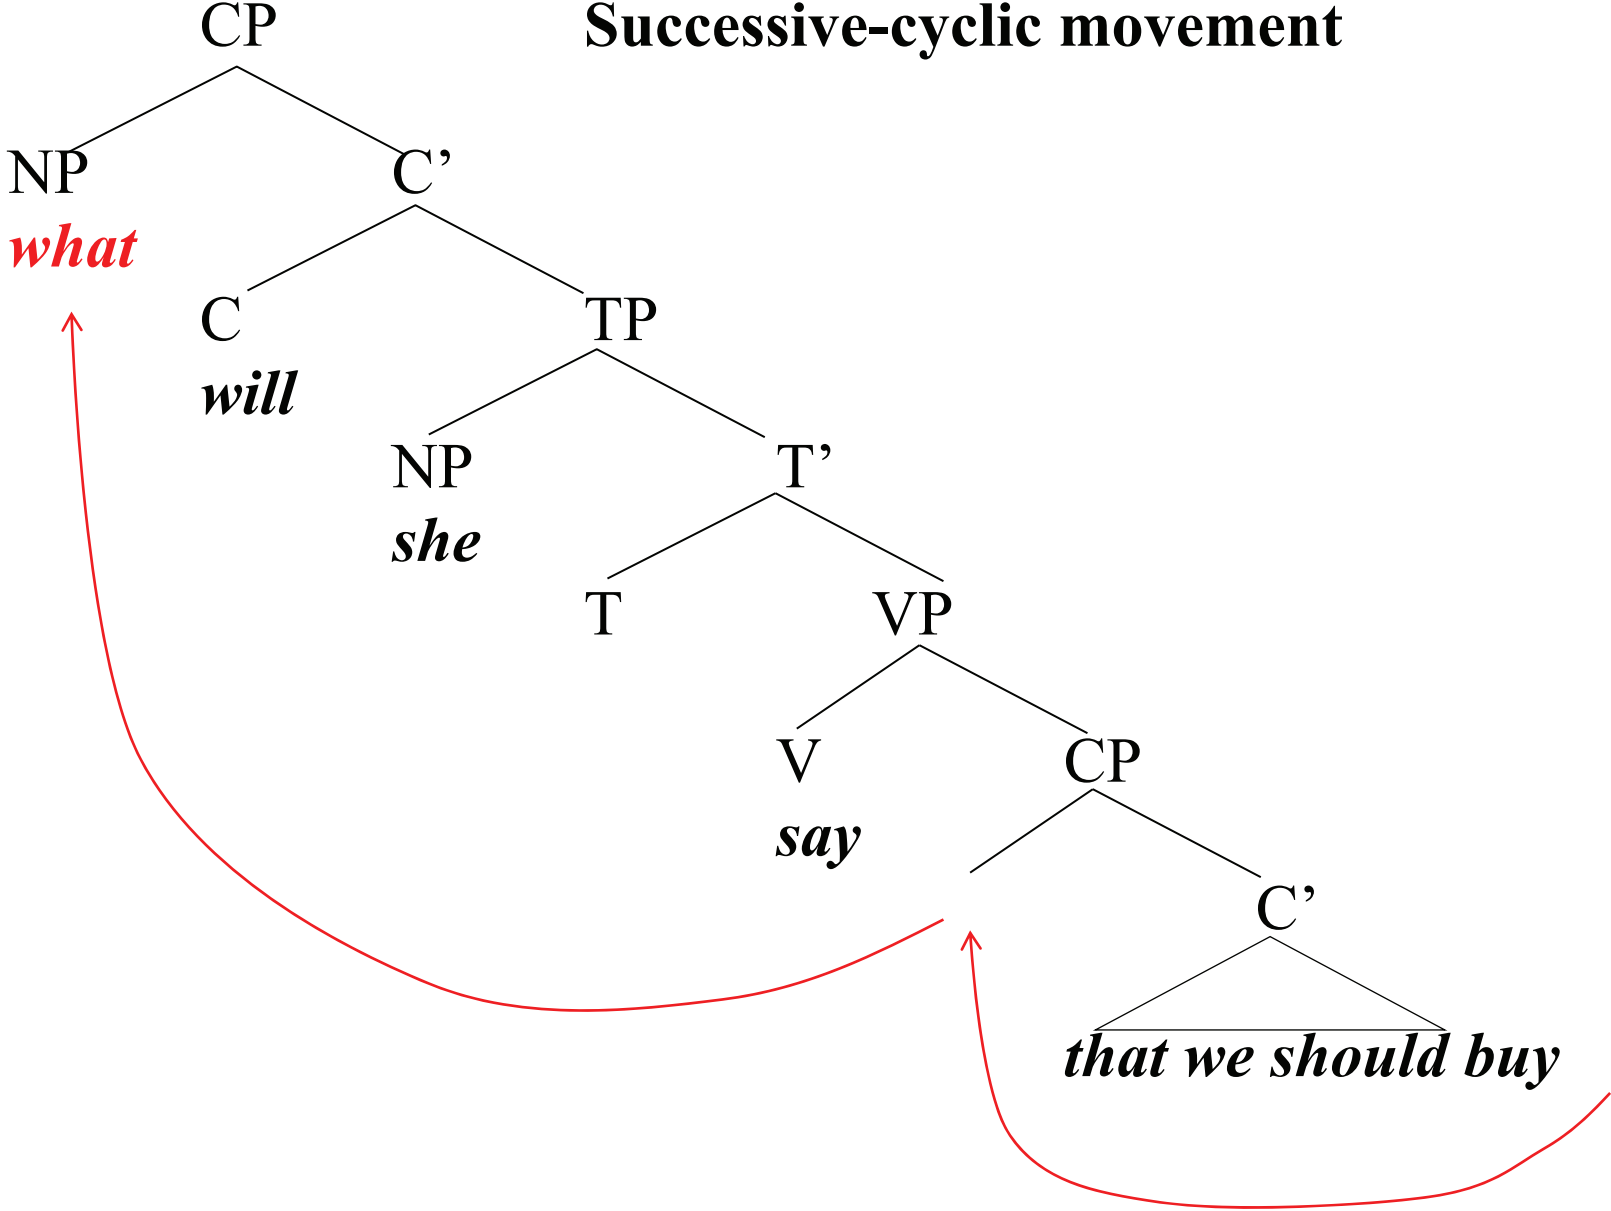 CP
Successive-cyclic movement
NP
C’
what
C
TP
will
NP
T’
she
T
VP
V
CP
say
C’
that we should buy